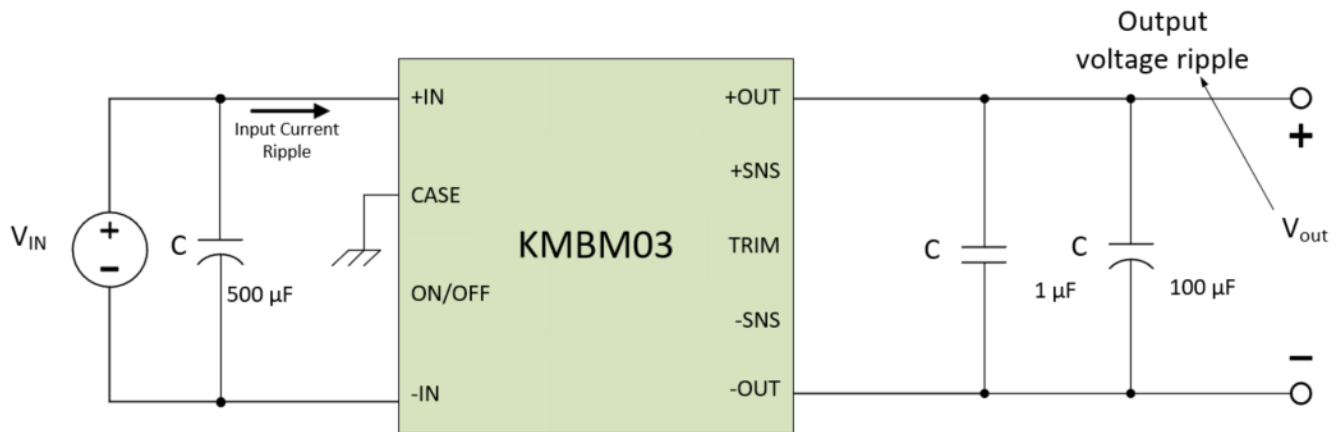 Output
voltage ripple
+IN
+OUT
Input Current
Ripple
+
+SNS
CASE
V_IN
+
−
C
500 µF
KMBM03
TRIM
C
1 µF
C
100 µF
V_out
ON/OFF
-SNS
−
-IN
-OUT